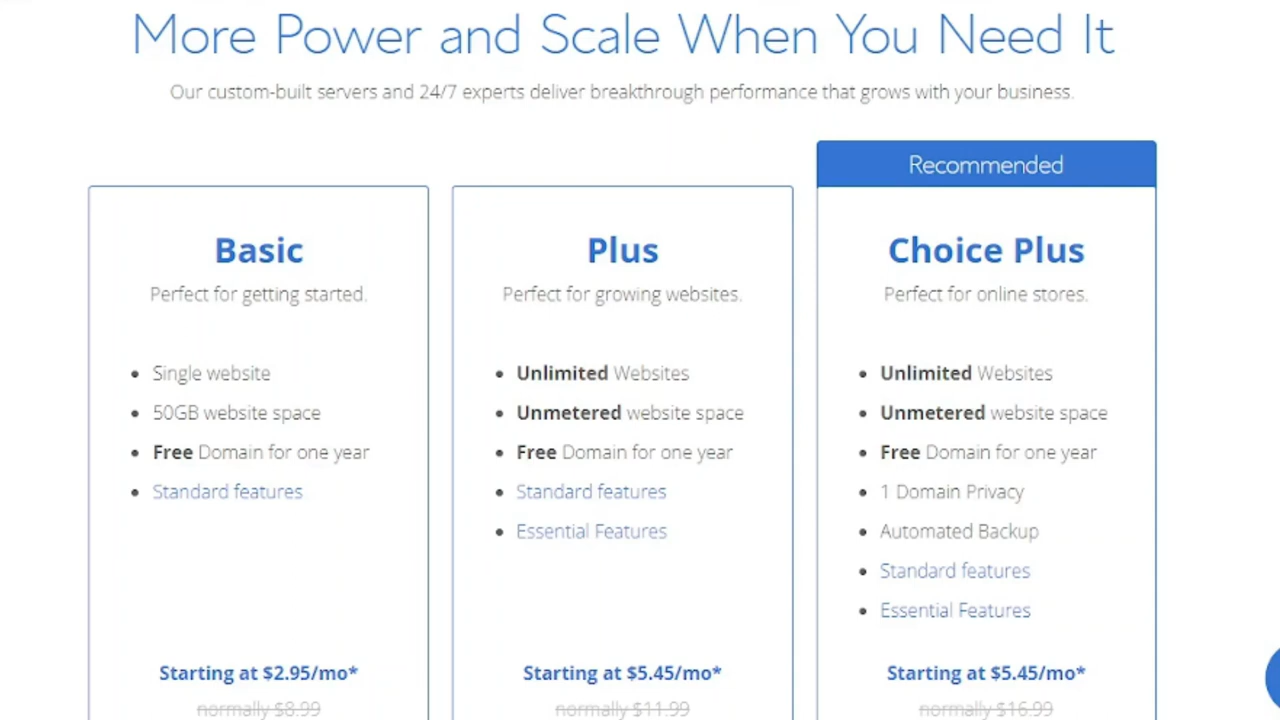 More Power and Scale When You Need It
Our custom-built servers and 24/7 experts deliver breakthrough performance that grows with your business.
Basic
Perfect for getting started.
Single website
50GB website space
Free Domain for one year
Standard features
Starting at $2.95/mo*
normally $8.99
Plus
Perfect for growing websites.
Unlimited Websites
Unmetered website space
Free Domain for one year
Standard features
Essential Features
Starting at $5.45/mo*
normally $11.99
Recommended
Choice Plus
Perfect for online stores.
Unlimited Websites
Unmetered website space
Free Domain for one year
1 Domain Privacy
Automated Backup
Standard features
Essential Features
Starting at $5.45/mo*
normally $16.99